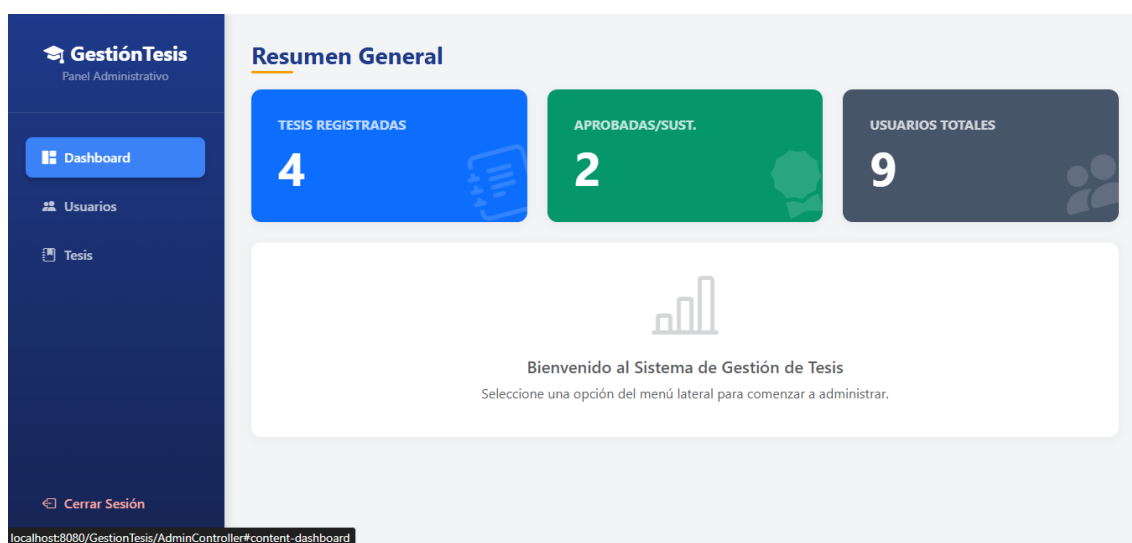 GestiónTesis
Panel Administrativo
Dashboard
Usuarios
Tesis
Cerrar Sesión
Resumen General
TESIS REGISTRADAS
4
APROBADAS/SUST.
2
USUARIOS TOTALES
9
Bienvenido al Sistema de Gestión de Tesis
Seleccione una opción del menú lateral para comenzar a administrar.
localhost:8080/GestionTesis/AdminController#content-dashboard